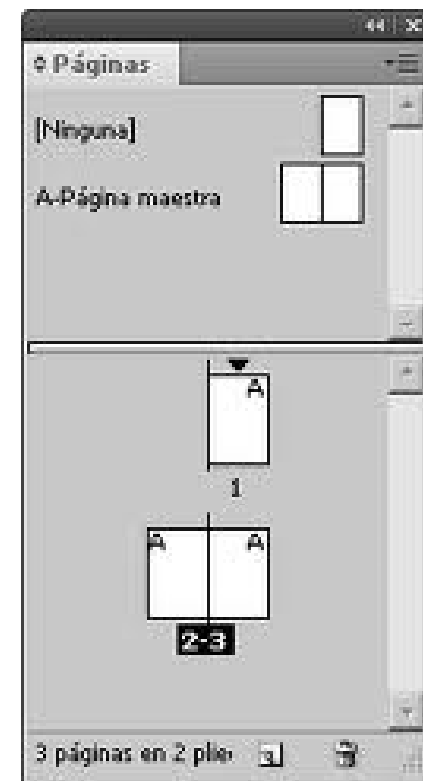 Páginas
[Ninguna]
A-Página maestra
A
1
A A
2-3
3 páginas en 2 plie